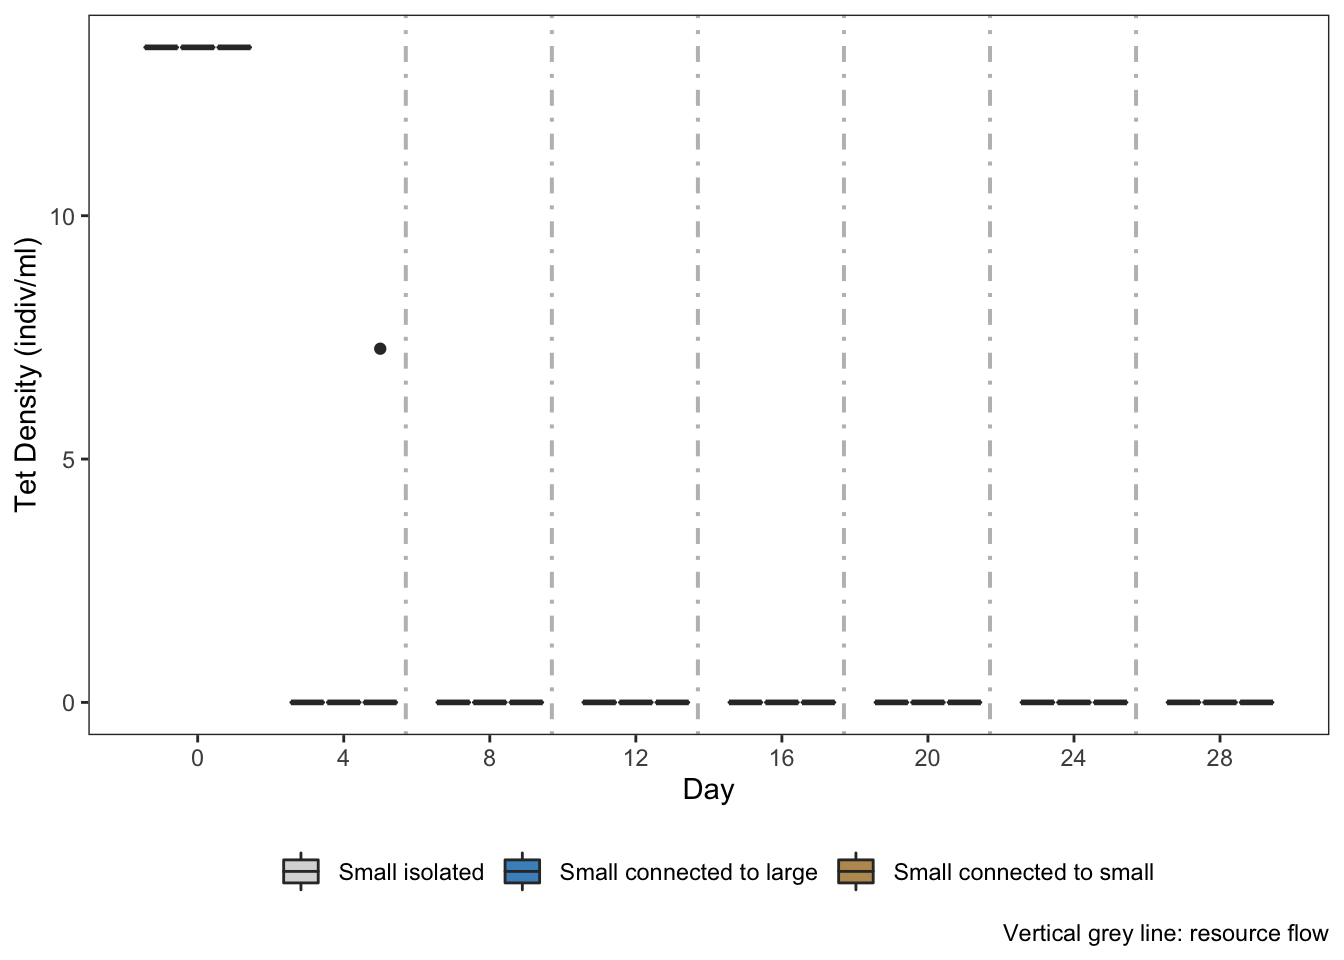 Tet Density (indiv/ml)
10
5
0
0 4 8 12 16 20 24 28
Day
Small isolated Small connected to large Small connected to small
Vertical grey line: resource flow